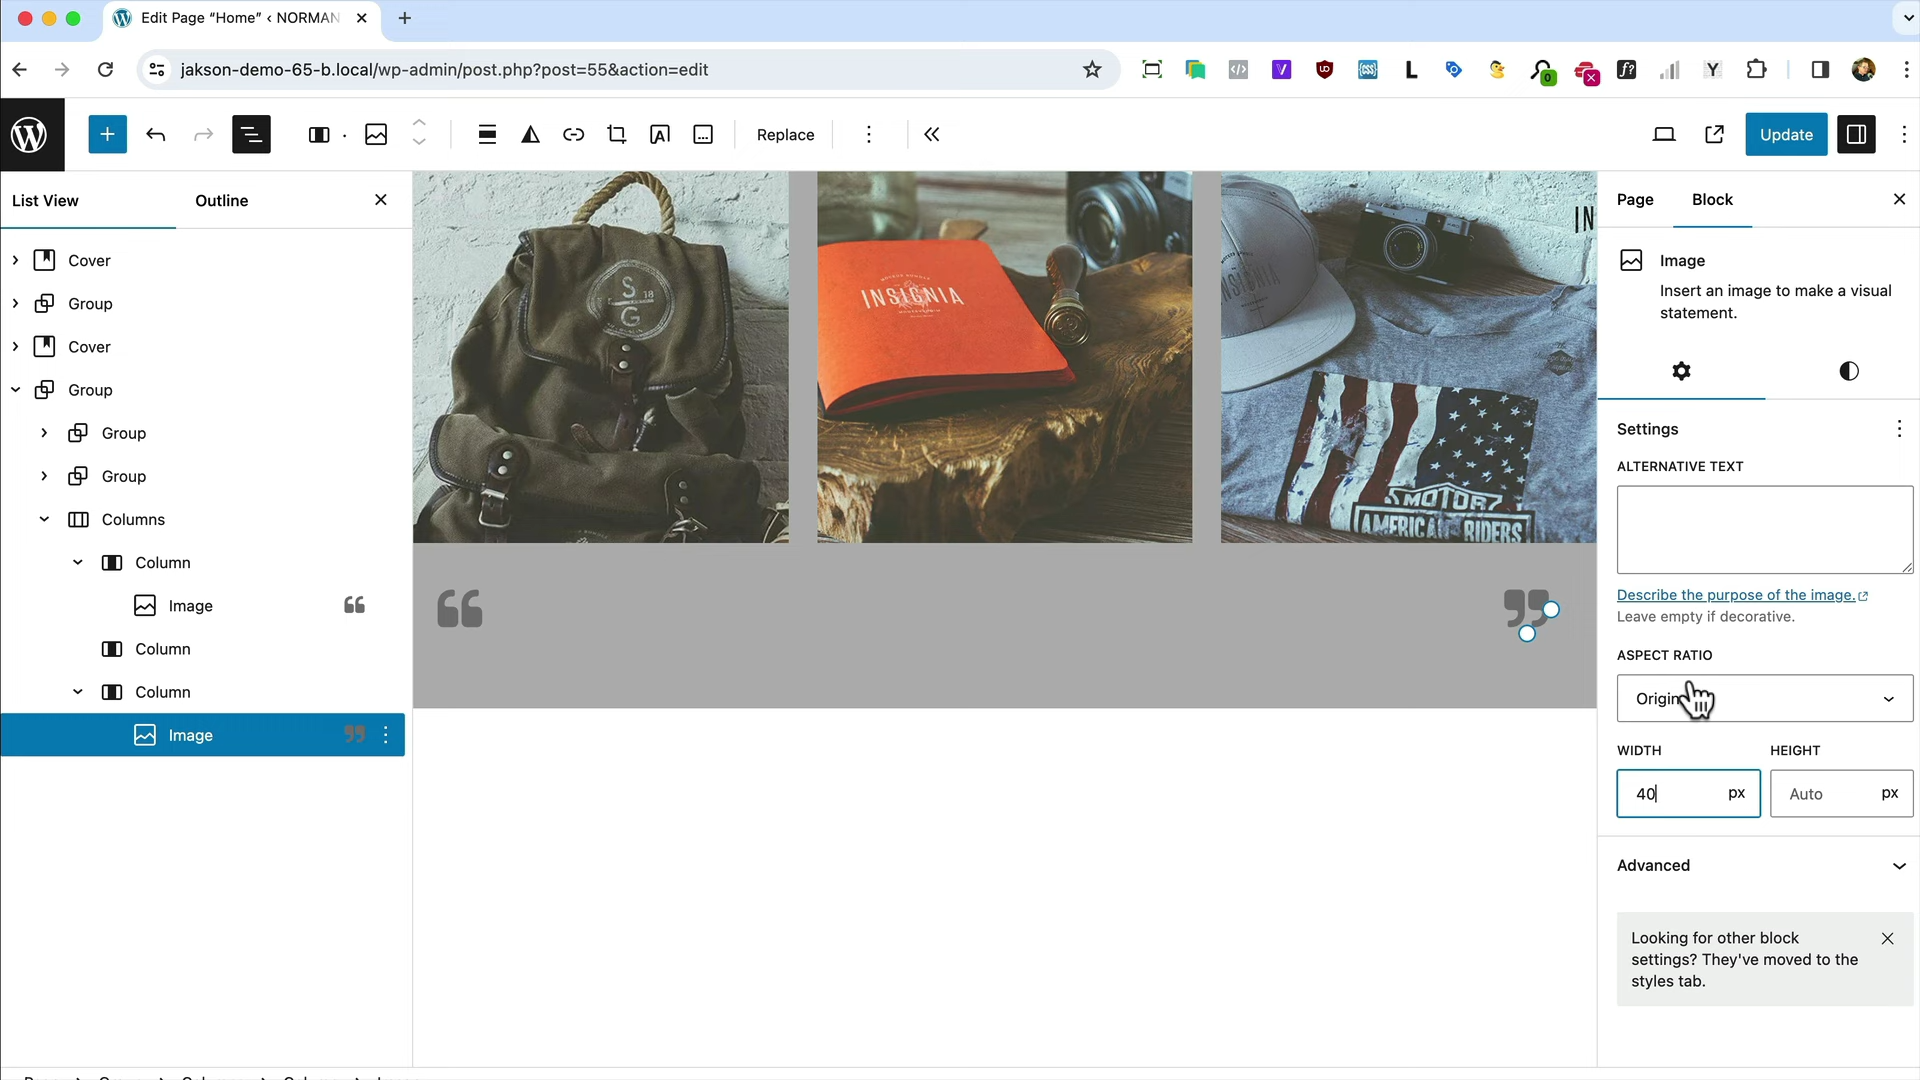 Edit Page “Home” ‹ NORMAN
jakson-demo-65-b.local/wp-admin/post.php?post=55&action=edit
Replace
Update
List View
Outline
Cover
Group
Cover
Group
Group
Group
Columns
Column
Image
Column
Column
Image
S G
18
INSIGNIA
IN
MOTOR
AMERICAN RIDERS
Page
Block
Image
Insert an image to make a visual
statement.
Settings
ALTERNATIVE TEXT
Describe the purpose of the image.
Leave empty if decorative.
ASPECT RATIO
Origin
WIDTH
HEIGHT
40
px
Auto
px
Advanced
Looking for other block
settings? They've moved to the
styles tab.